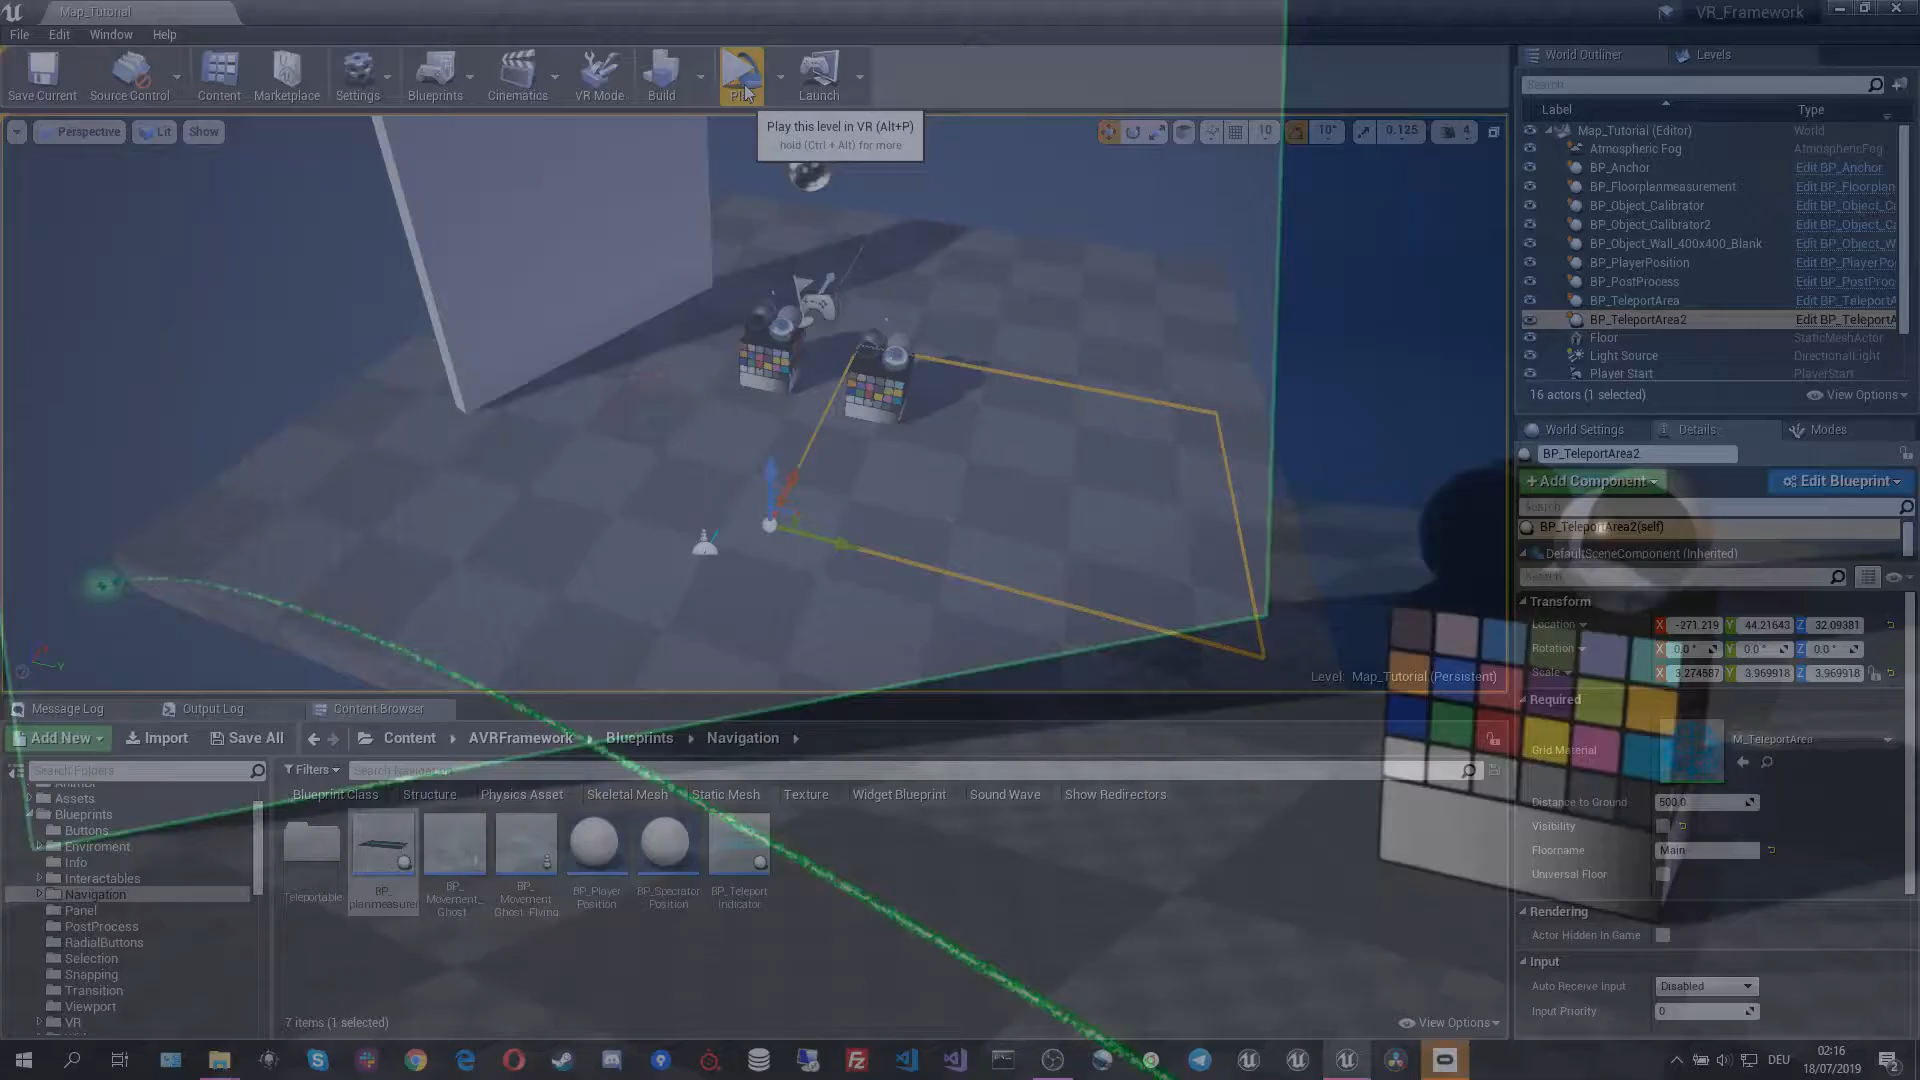 Map_Tutorial
VR_Framework
File Edit Window Help
Save Current
Source Control
Content
Marketplace
Settings
Blueprints
Cinematics
VR Mode
Build
Launch
Play this level in VR (Alt+P)
hold (Ctrl + Alt) for more
Perspective
Lit
Show
10
10°
0.125
4
Level: Map_Tutorial (Persistent)
World Outliner
Levels
Search
Label Type
Map_Tutorial (Editor) World
Atmospheric Fog AtmosphericFog
BP_Anchor Edit BP_Anchor
BP_Floorplanmeasurement Edit BP_Floorplan
BP_Object_Calibrator Edit BP_Object_C
BP_Object_Calibrator2 Edit BP_Object_C
BP_Object_Wall_400x400_Blank Edit BP_Object_W
BP_PlayerPosition Edit BP_PlayerPo
BP_PostProcess Edit BP_PostProc
BP_TeleportArea Edit BP_TeleportA
BP_TeleportArea2 Edit BP_TeleportA
Floor StaticMeshActor
Light Source DirectionalLight
Player Start PlayerStart
16 actors (1 selected)
View Options
World Settings
Details
Modes
BP_TeleportArea2
+Add Component
Edit Blueprint
Search
BP_TeleportArea2(self)
DefaultSceneComponent (Inherited)
Search
Transform
Location X -271.219 Y 44.21643 Z 32.09381
Rotation X 0.0° Y 0.0° Z 0.0°
Scale X 3.274587 Y 3.969918 Z 3.969918
Required
Grid Material
M_TeleportArea
Distance to Ground 500.0
Visibility
Floorname Main
Universal Floor
Rendering
Actor Hidden In Game
Input
Auto Receive Input Disabled
Input Priority 0
Message Log
Output Log
Content Browser
Add New
Import
Save All
Content
AVRFramework
Blueprints
Navigation
Search Folders
Filters
Search Navigation
Blueprint Class
Structure
Physics Asset
Skeletal Mesh
Static Mesh
Texture
Widget Blueprint
Sound Wave
Show Redirectors
Assets
Blueprints
Buttons
Enviroment
Info
Interactables
Navigation
Panel
PostProcess
RadialButtons
Selection
Snapping
Transition
Viewport
VR
Teleportable
BP_
planmeasurer
BP_
Movement_
Ghost
BP_
Movement
Ghost_Flying
BP_Player
Position
BP_Spectator
Position
BP_Teleport
Indicator
7 items (1 selected)
View Options
DEU
02:16
18/07/2019
2